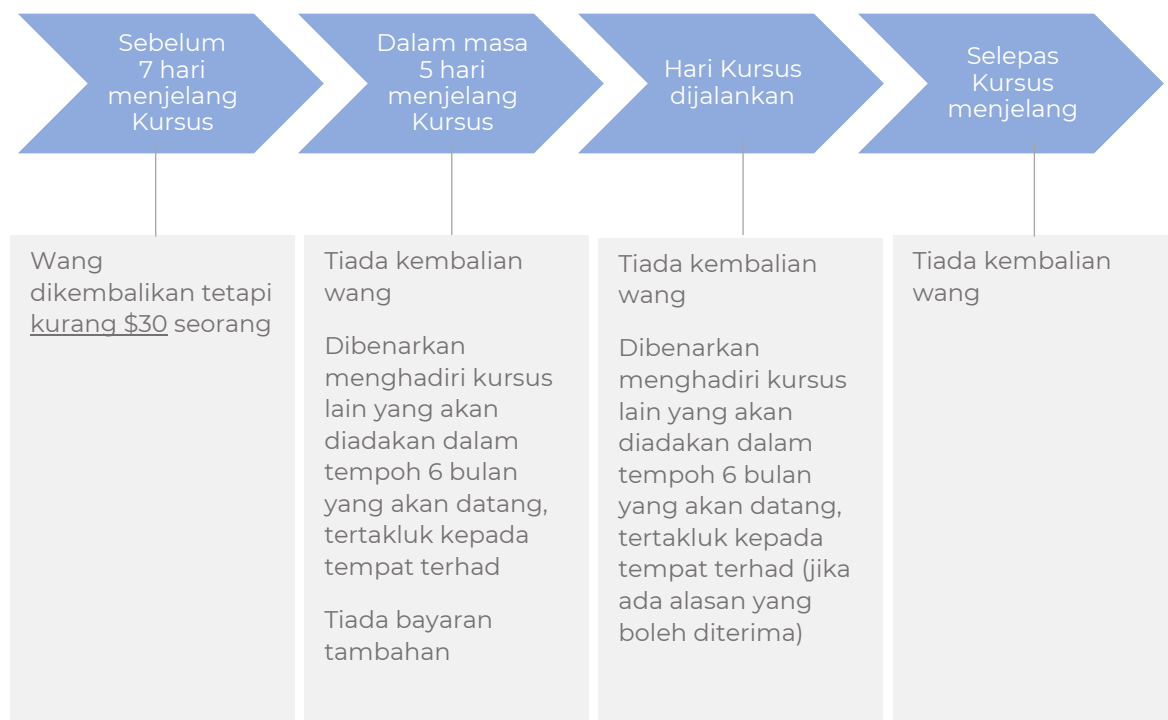 Sebelum
7 hari
menjelang
Kursus
Dalam masa
5 hari
menjelang
Kursus
Hari Kursus
dijalankan
Selepas
Kursus
menjelang
Wang
dikembalikan tetapi
kurang $30 seorang
Tiada kembalian
wang
Dibenarkan
menghadiri kursus
lain yang akan
diadakan dalam
tempoh 6 bulan
yang akan datang,
tertakluk kepada
tempat terhad
Tiada bayaran
tambahan
Tiada kembalian
wang
Dibenarkan
menghadiri kursus
lain yang akan
diadakan dalam
tempoh 6 bulan
yang akan datang,
tertakluk kepada
tempat terhad (jika
ada alasan yang
boleh diterima)
Tiada kembalian
wang